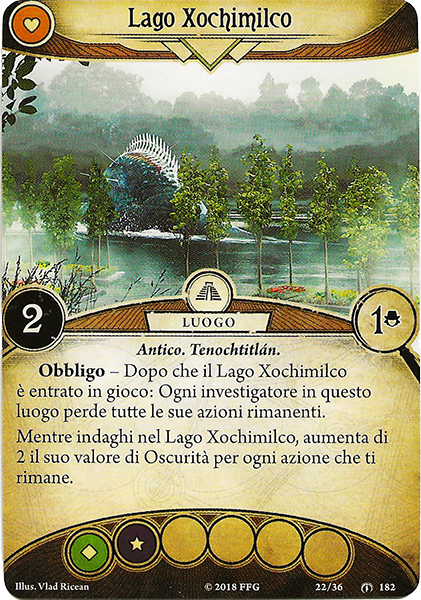 Lago Xochimilco
2
LUOGO
1
Antico. Tenochtitlán.
Obbligo – Dopo che il Lago Xochimilco
è entrato in gioco: Ogni investigatore in questo
luogo perde tutte le sue azioni rimanenti.
Mentre indaghi nel Lago Xochimilco, aumenta di
2 il suo valore di Oscurità per ogni azione che ti
rimane.
Illus. Vlad Ricean © 2018 FFG 22/36 182